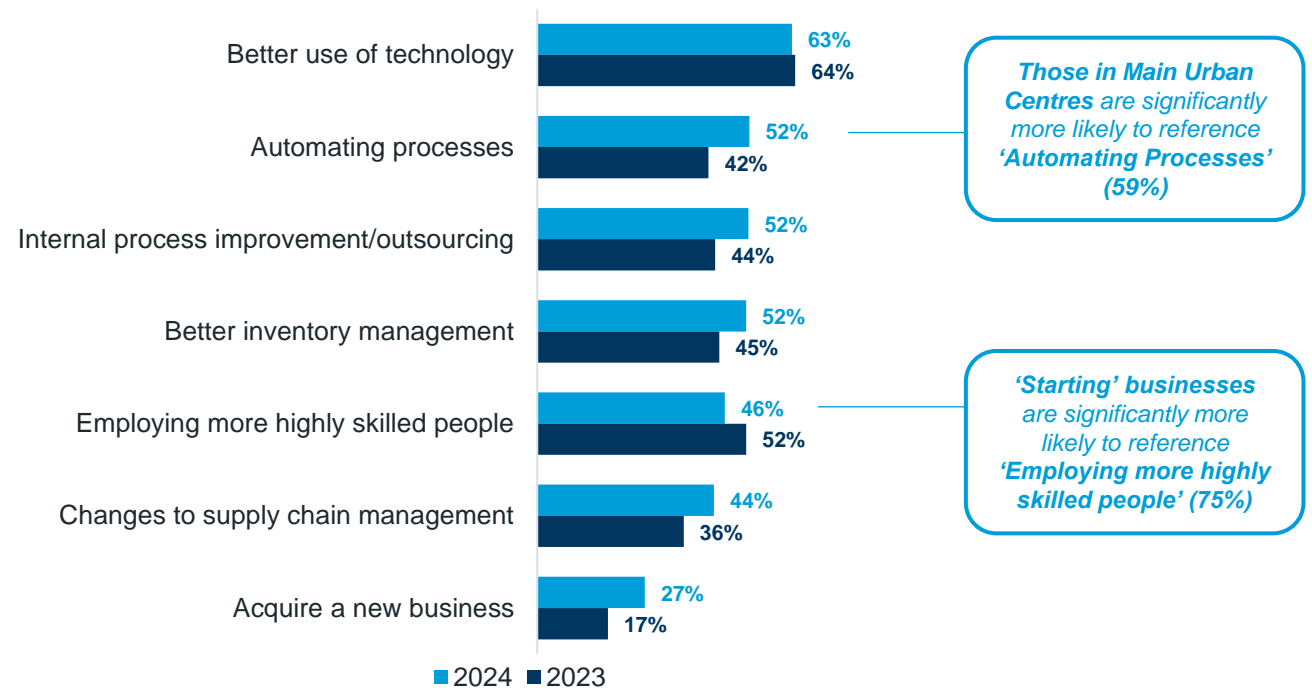 Better use of technology
63%
64%
Automating processes
52%
42%
Internal process improvement/outsourcing
52%
44%
Better inventory management
52%
45%
Employing more highly skilled people
46%
52%
Changes to supply chain management
44%
36%
Acquire a new business
27%
17%
2024 2023
Those in Main Urban
Centres are significantly
more likely to reference
‘Automating Processes’
(59%)
‘Starting’ businesses
are significantly more
likely to reference
‘Employing more highly
skilled people’ (75%)